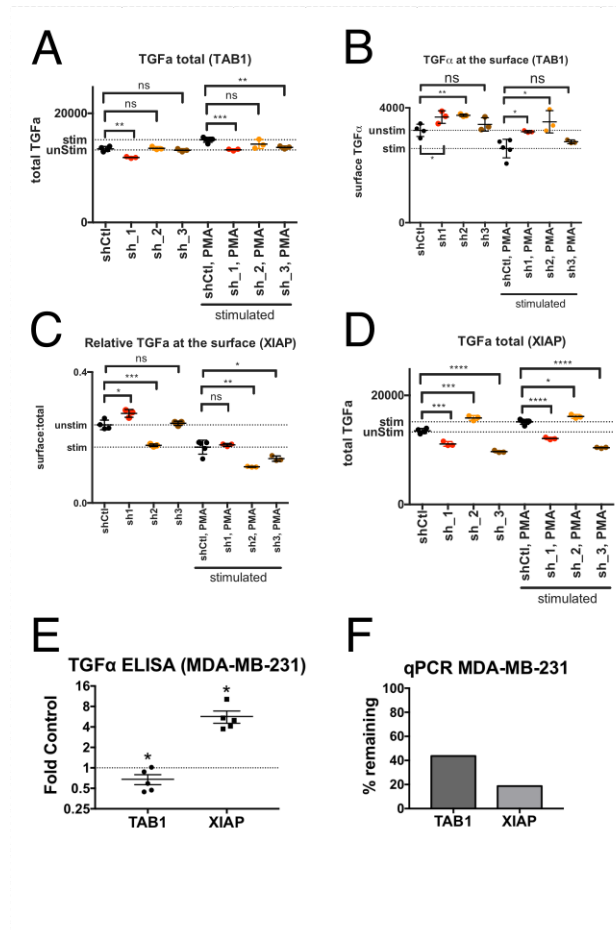 A
TGFa total (TAB1)
total TGFa
20000
stim
unStim
0
ns
ns
**
**
ns
***
shCtl
sh_1
sh_2
sh_3
shCtl, PMA
sh_1, PMA
sh_2, PMA
sh_3, PMA
stimulated
B
TGFα at the surface (TAB1)
surface TGFα
4000
unstim
stim
0
ns
**
*
ns
*
*
shCtl
sh1
sh2
sh3
shCtl, PMA
sh1, PMA
sh2, PMA
sh3, PMA
stimulated
C
Relative TGFa at the surface (XIAP)
surface:total
0.4
unstim
stim
0.0
ns
***
*
*
**
ns
shCtl
sh1
sh2
sh3
shCtl, PMA
sh1, PMA
sh2, PMA
sh3, PMA
stimulated
D
TGFa total (XIAP)
total TGFa
20000
stim
unStim
0
****
***
***
****
*
****
shCtl
sh_1
sh_2
sh_3
shCtl, PMA
sh_1, PMA
sh_2, PMA
sh_3, PMA
stimulated
E
TGFα ELISA (MDA-MB-231)
Fold Control
16
8
4
2
1
0.5
0.25
*
*
TAB1
XIAP
F
qPCR MDA-MB-231
% remaining
100
80
60
40
20
0
TAB1
XIAP